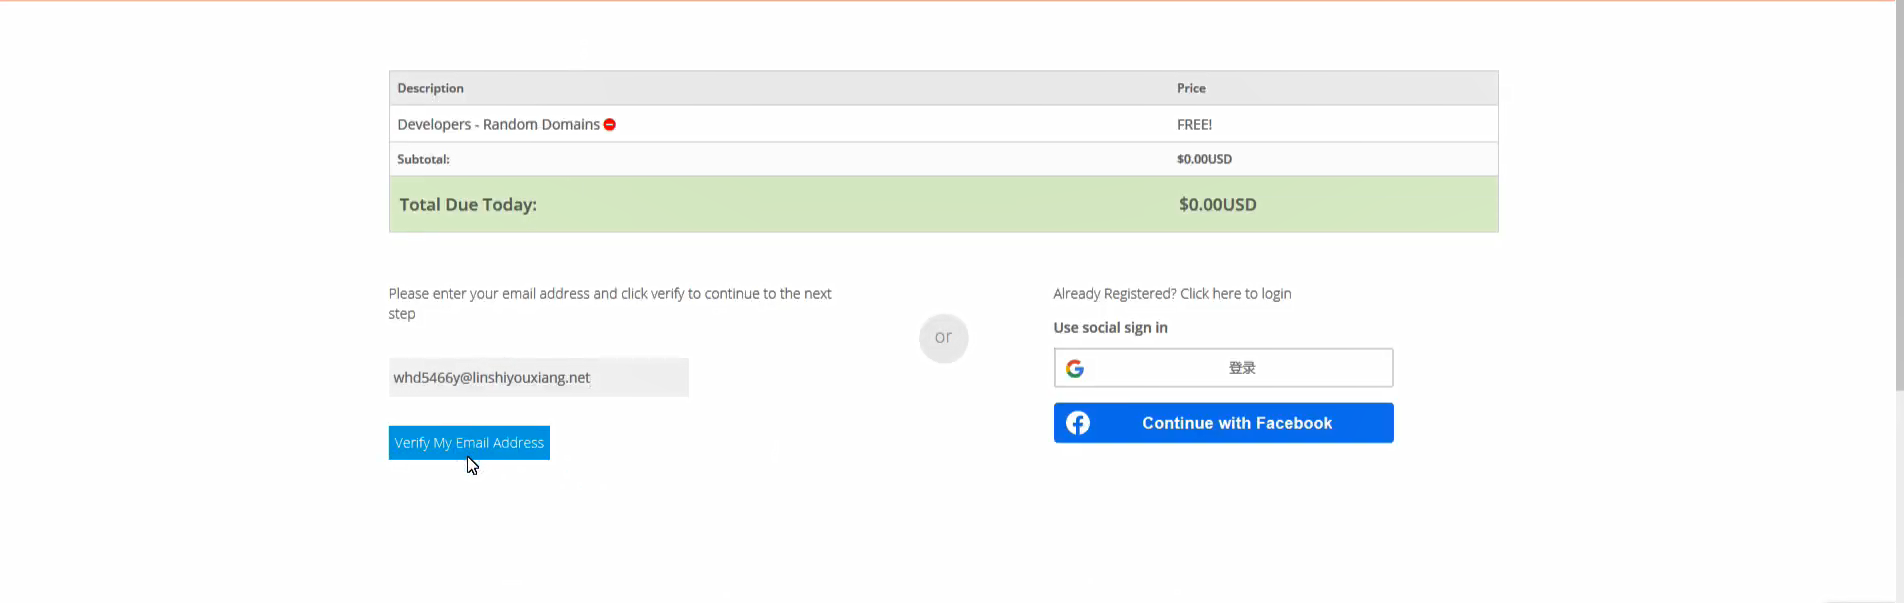 Description Price
Developers - Random Domains FREE!
Subtotal: $0.00USD
Total Due Today: $0.00USD
Please enter your email address and click verify to continue to the next
step
whd5466y@linshiyouxiang.net
Verify My Email Address
or
Already Registered? Click here to login
Use social sign in
登录
Continue with Facebook